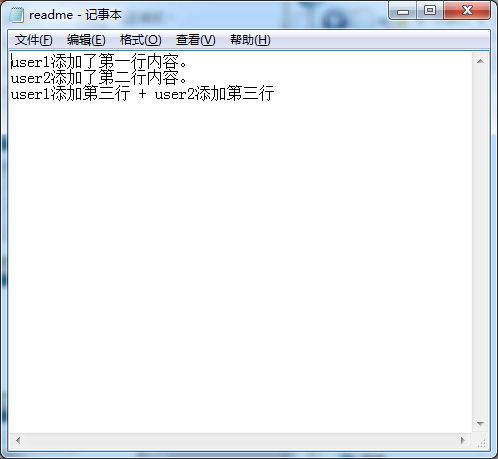 readme - 记事本
文件(F) 编辑(E) 格式(O) 查看(V) 帮助(H)
user1添加了第一行内容。
user2添加了第二行内容。
user1添加第三行 + user2添加第三行